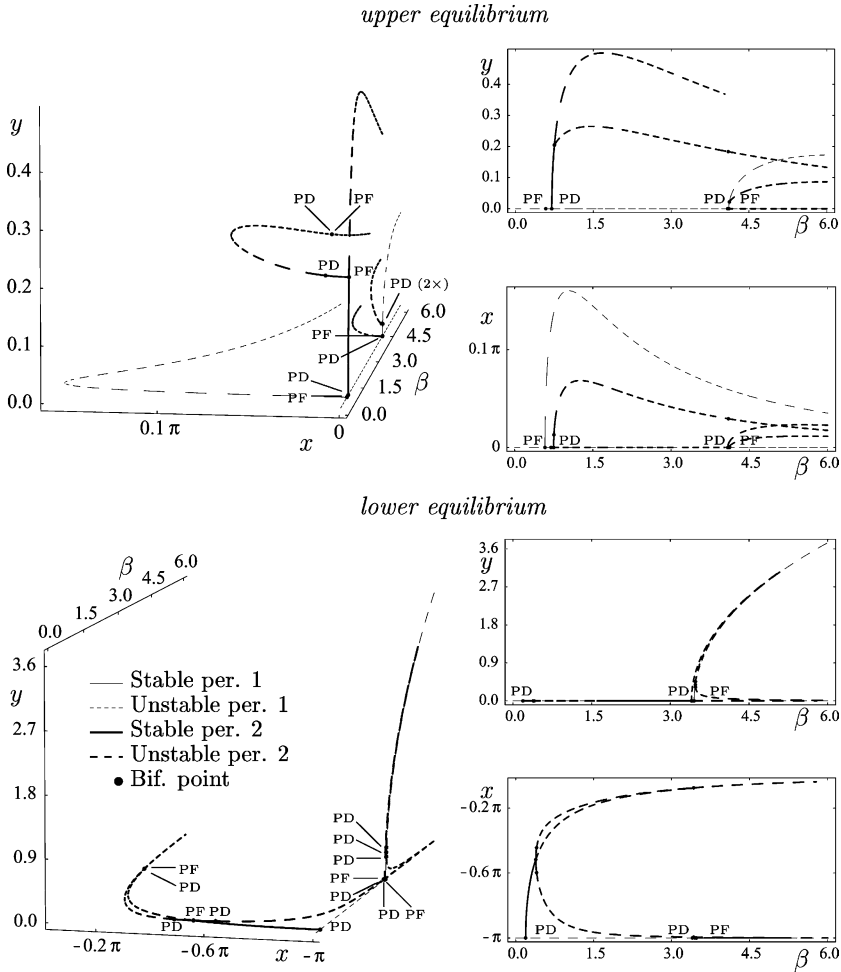 upper equilibrium
y
0.4
0.3
0.2
0.1
0.0
PD PF
PD PF
PD (2×)
PF
PD
PD
PF
6.0
4.5
3.0
1.5
0.0
β
0.1 π
x
0
y
0.4
0.3
0.2
0.1
0.0
PF PD
PD PF
0.0 1.5 3.0 4.5 6.0
β
x
0.1 π
0
PF PD
PD PF
0.0 1.5 3.0 4.5 6.0
β
lower equilibrium
β
0.0 1.5 3.0 4.5 6.0
3.6
y
2.7
1.8
0.9
0.0
Stable per. 1
Unstable per. 1
Stable per. 2
Unstable per. 2
Bif. point
PD
PD
PD
PF
PD
PD PF
PF
PD
PF PD
PD
PD
-0.2 π
-0.6 π
x
-π
3.6
y
2.7
1.8
0.9
0.0
PD
PD PF
0.0 1.5 3.0 4.5 6.0
β
x
-0.2 π
-0.6 π
-π
PD
PD PF
0.0 1.5 3.0 4.5 6.0
β